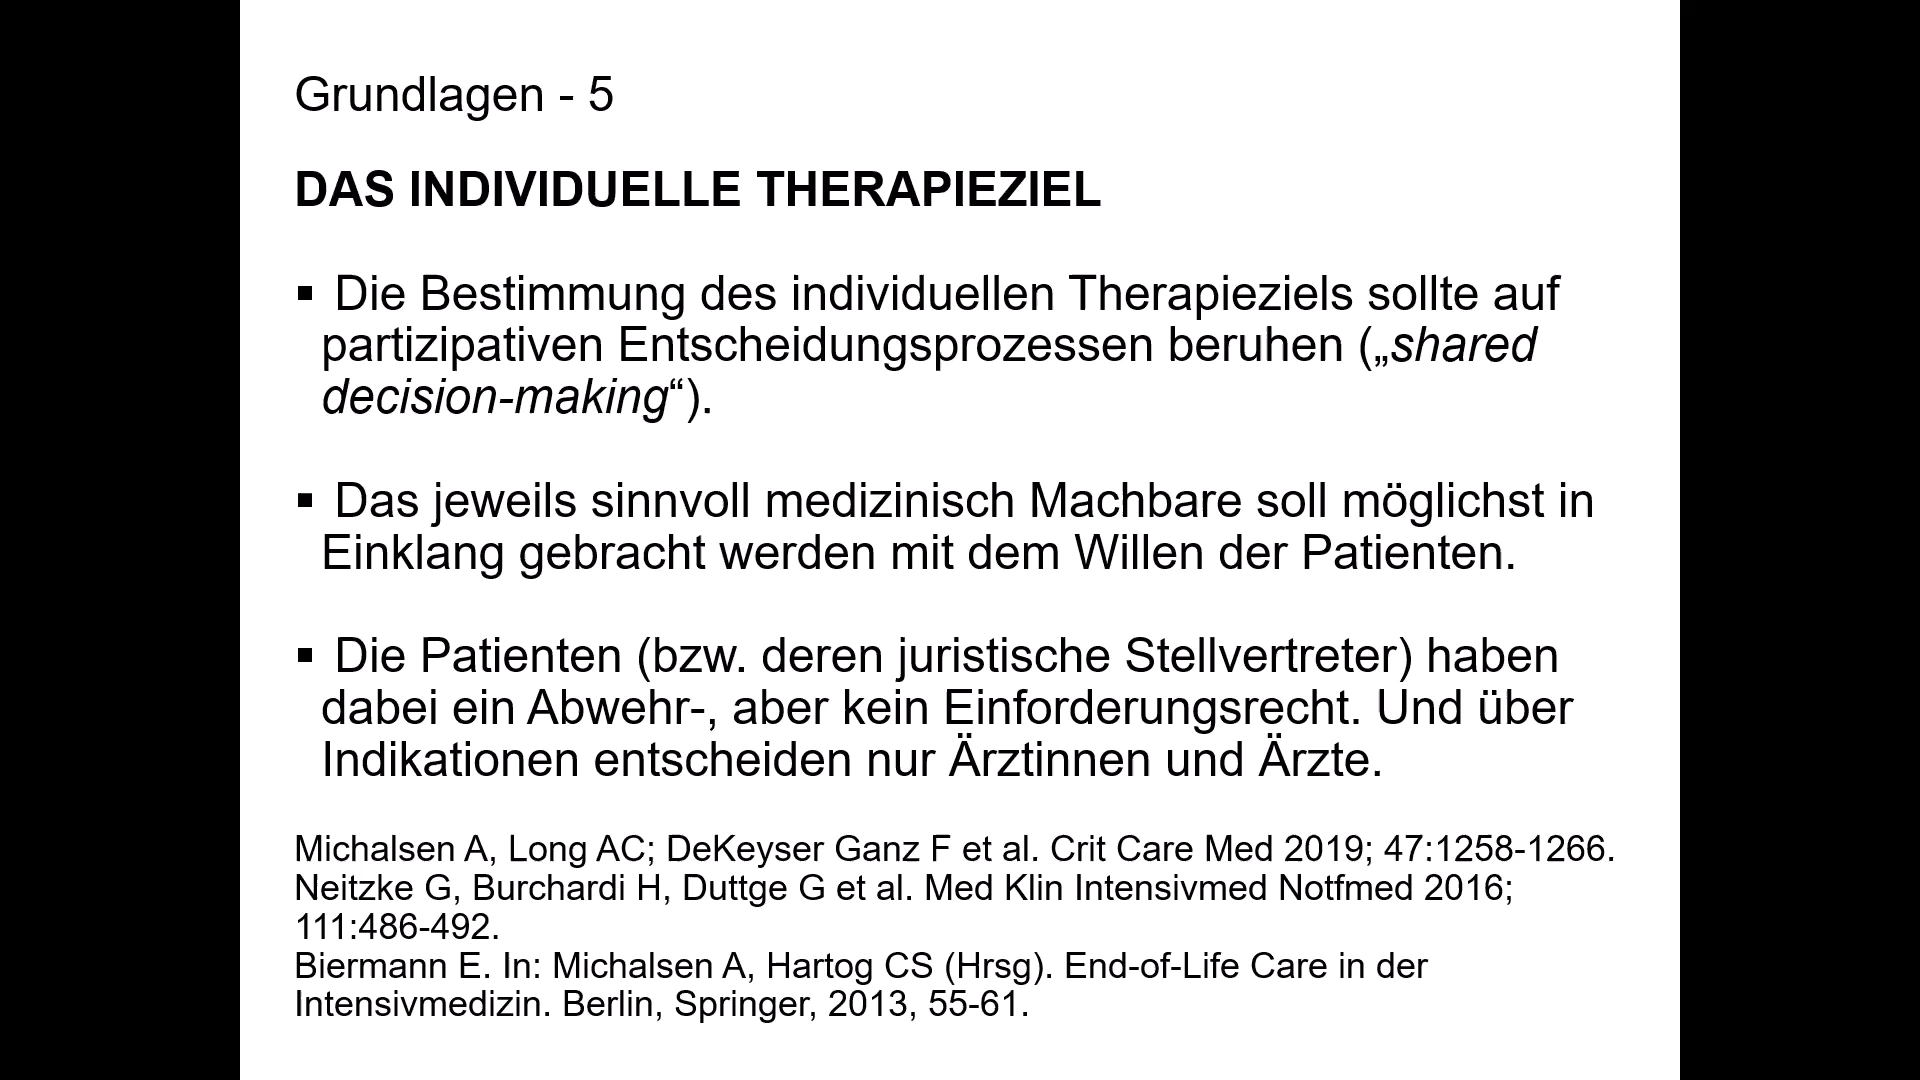 Grundlagen - 5
DAS INDIVIDUELLE THERAPIEZIEL
▪ Die Bestimmung des individuellen Therapieziels sollte auf
partizipativen Entscheidungsprozessen beruhen („shared
decision-making“).
▪ Das jeweils sinnvoll medizinisch Machbare soll möglichst in
Einklang gebracht werden mit dem Willen der Patienten.
▪ Die Patienten (bzw. deren juristische Stellvertreter) haben
dabei ein Abwehr-, aber kein Einforderungsrecht. Und über
Indikationen entscheiden nur Ärztinnen und Ärzte.
Michalsen A, Long AC; DeKeyser Ganz F et al. Crit Care Med 2019; 47:1258-1266.
Neitzke G, Burchardi H, Duttge G et al. Med Klin Intensivmed Notfmed 2016;
111:486-492.
Biermann E. In: Michalsen A, Hartog CS (Hrsg). End-of-Life Care in der
Intensivmedizin. Berlin, Springer, 2013, 55-61.